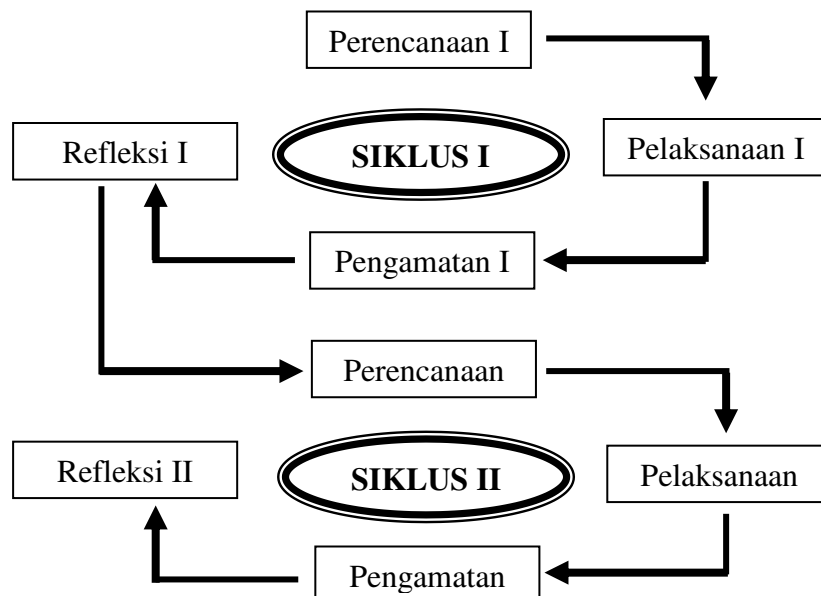 Perencanaan I
Refleksi I
SIKLUS I
Pelaksanaan I
Pengamatan I
Perencanaan
Refleksi II
SIKLUS II
Pelaksanaan
Pengamatan